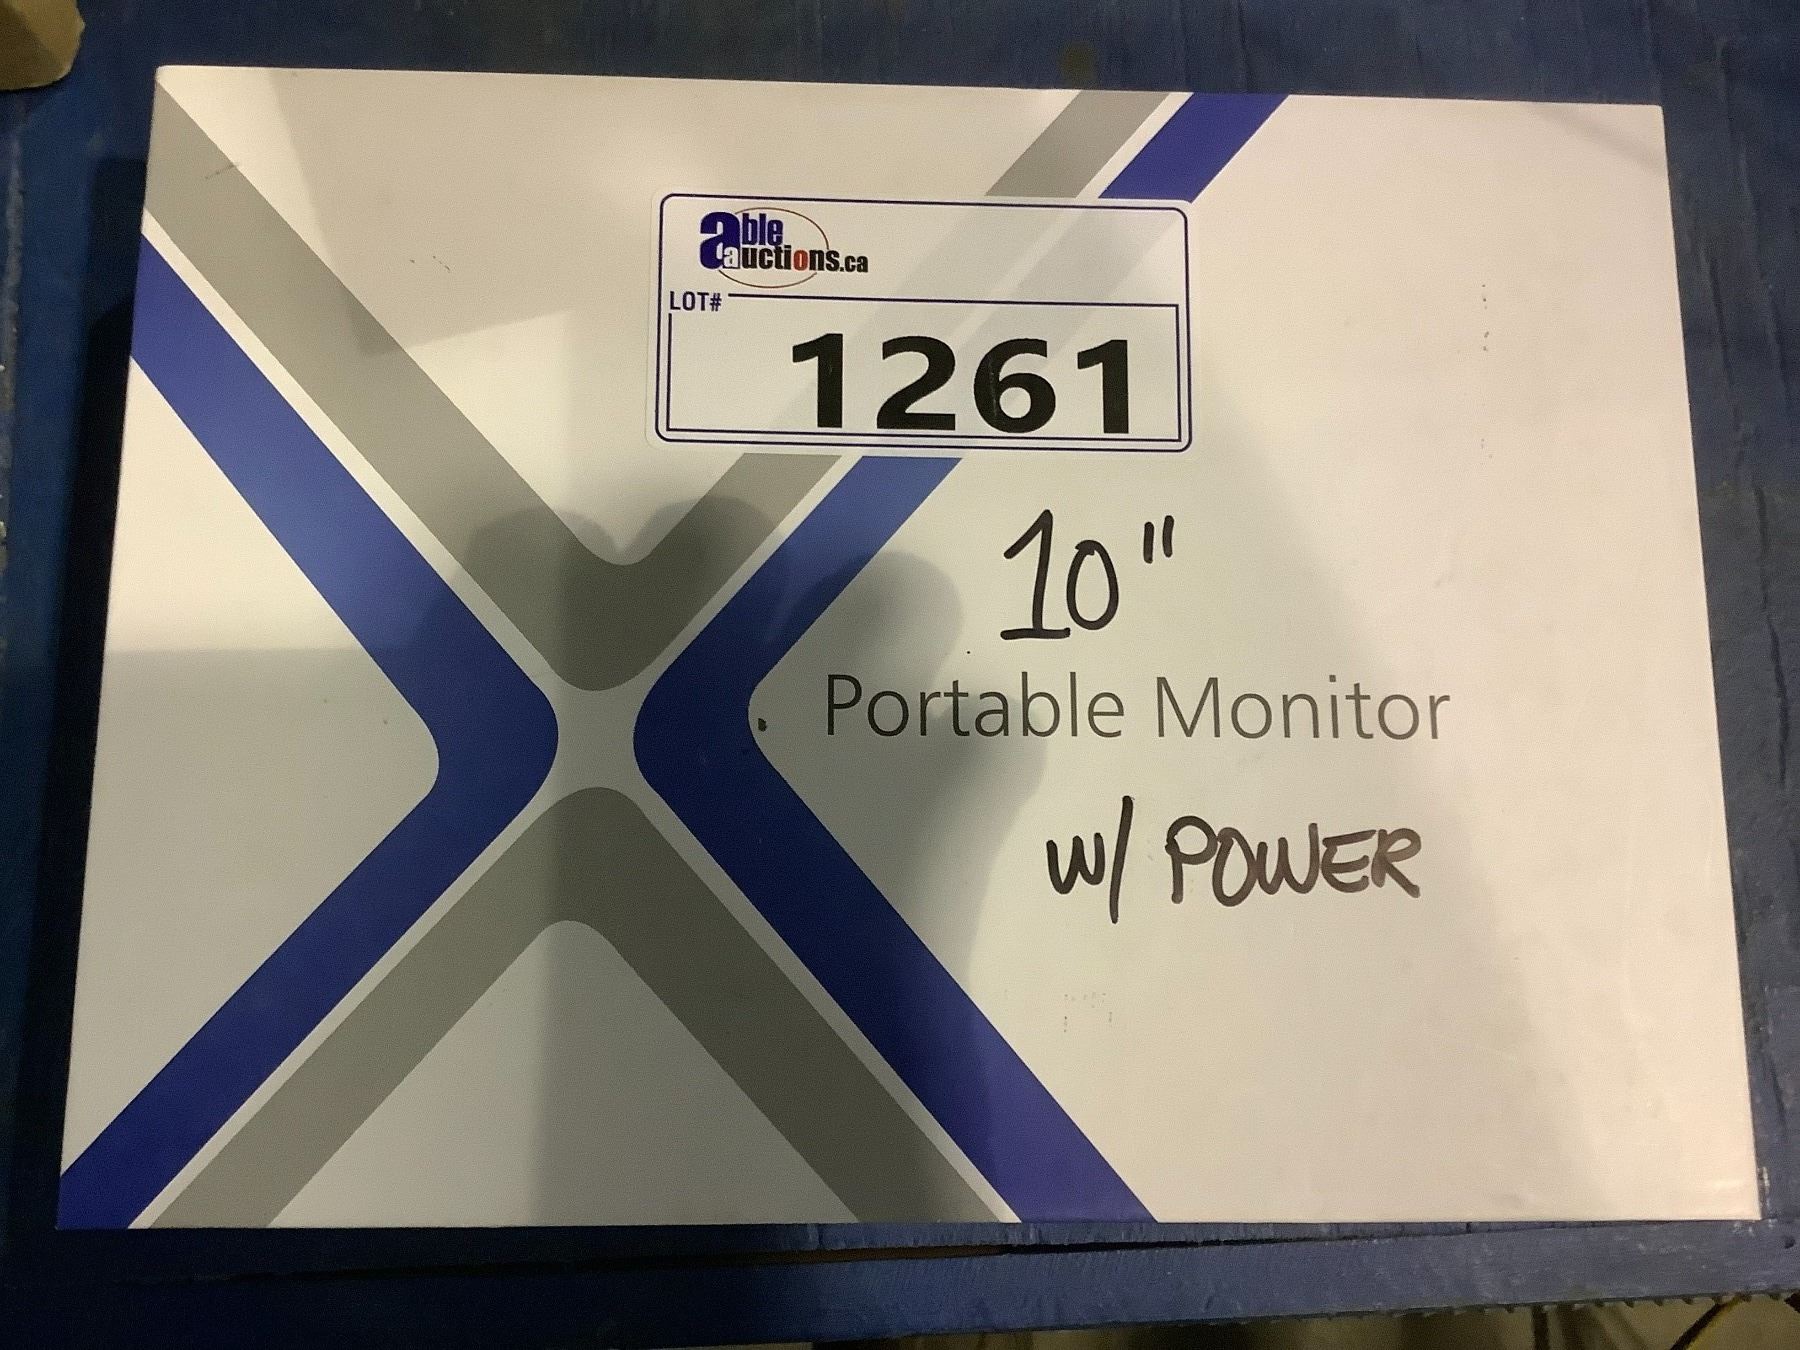 able
auctions.ca
LOT#
1261
10"
Portable Monitor
w/ POWER